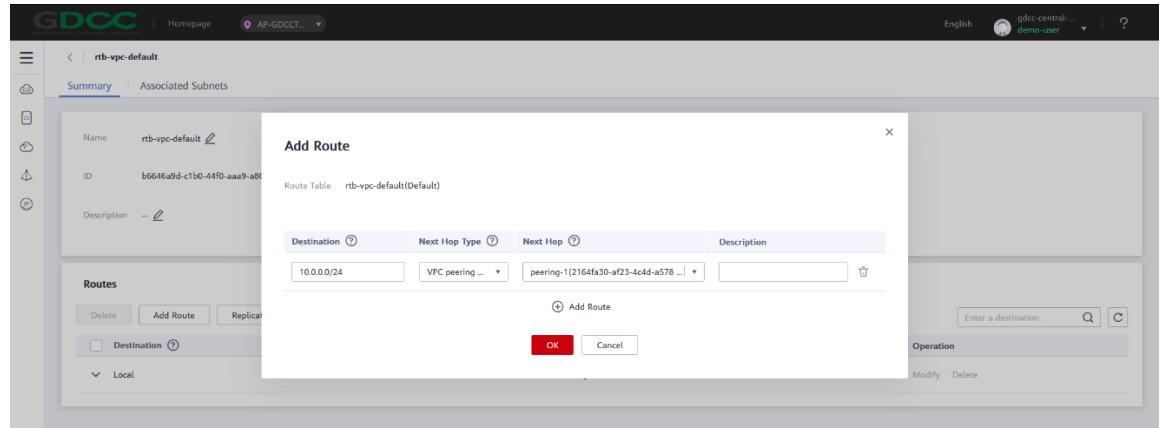 GDCC
Homepage
AP-GDCCT...
English
gdcc-central-...
demo-user
?
rtb-vpc-default
Summary
Associated Subnets
Name
rtb-vpc-default
ID
b6646a9d-c1b0-44f0-aaa9-a8
Description
--
Add Route
Route Table rtb-vpc-default(Default)
Destination ?
Next Hop Type ?
Next Hop ?
Description
10.0.0.0/24
VPC peering ...
peering-1(2164fa30-af23-4c4d-a578 ...
Add Route
OK
Cancel
Routes
Delete
Add Route
Replicat
Enter a destination.
Destination ?
Operation
Local
Modify
Delete